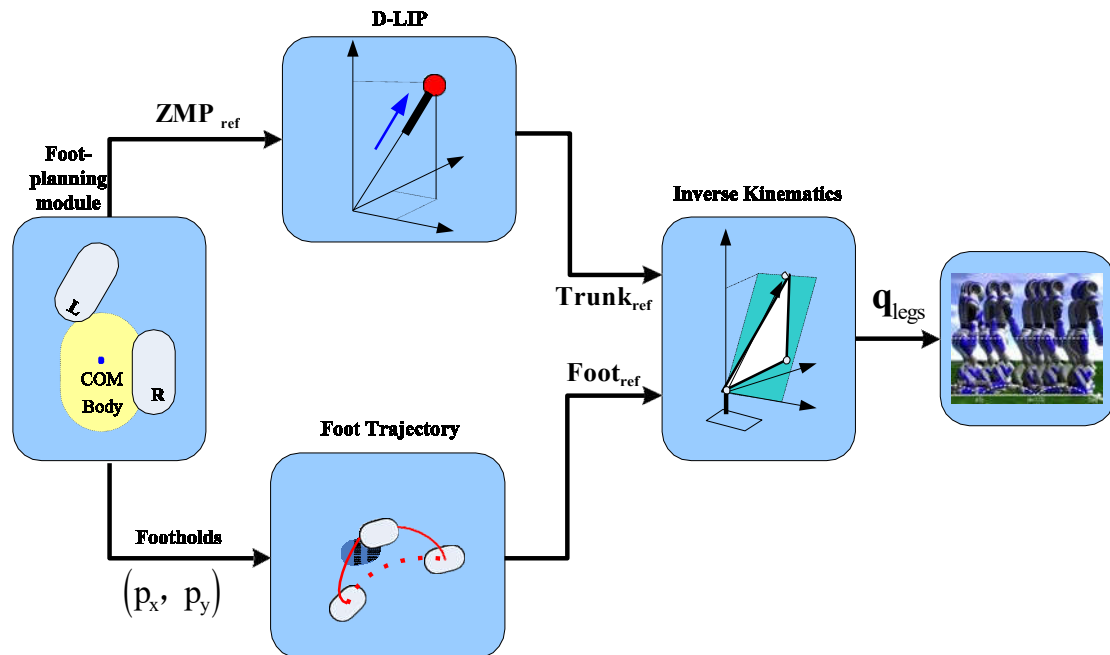 D-LIP
ZMP ref
Foot-
planning
module
L
COM
Body
R
Inverse Kinematics
Trunkref
qlegs
Footref
Foot Trajectory
Footholds
(px, py)